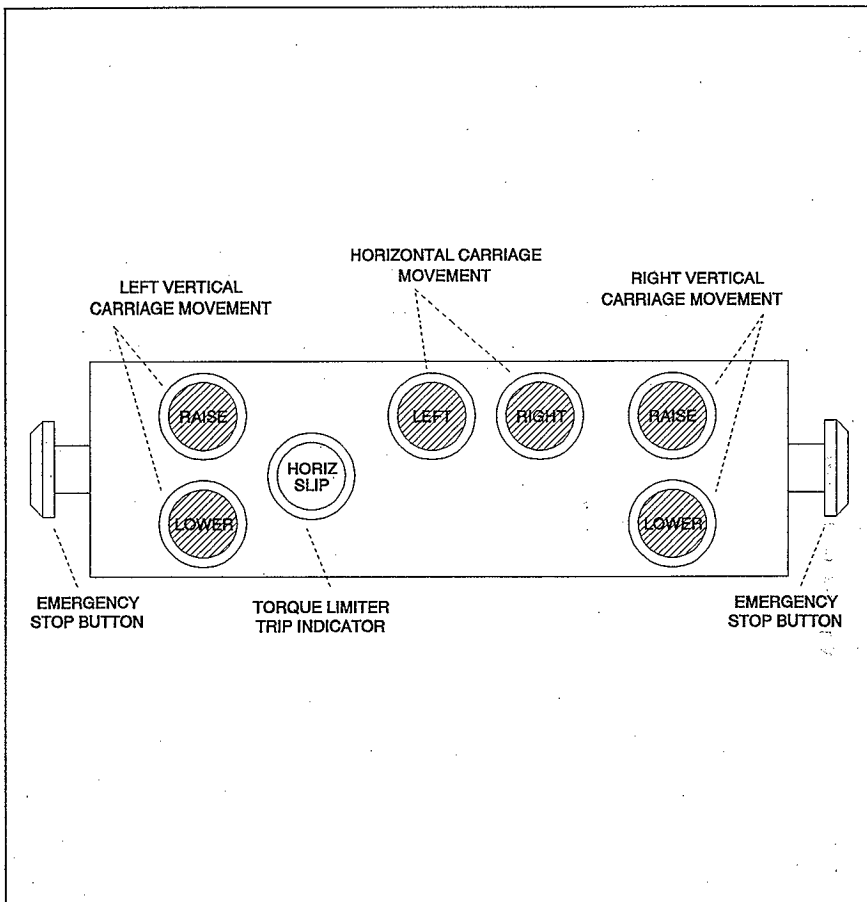 HORIZONTAL CARRIAGE
MOVEMENT
LEFT VERTICAL
CARRIAGE MOVEMENT
RIGHT VERTICAL
CARRIAGE MOVEMENT
RAISE
LEFT
RIGHT
RAISE
HORIZ
SLIP
LOWER
LOWER
EMERGENCY
STOP BUTTON
TORQUE LIMITER
TRIP INDICATOR
EMERGENCY
STOP BUTTON